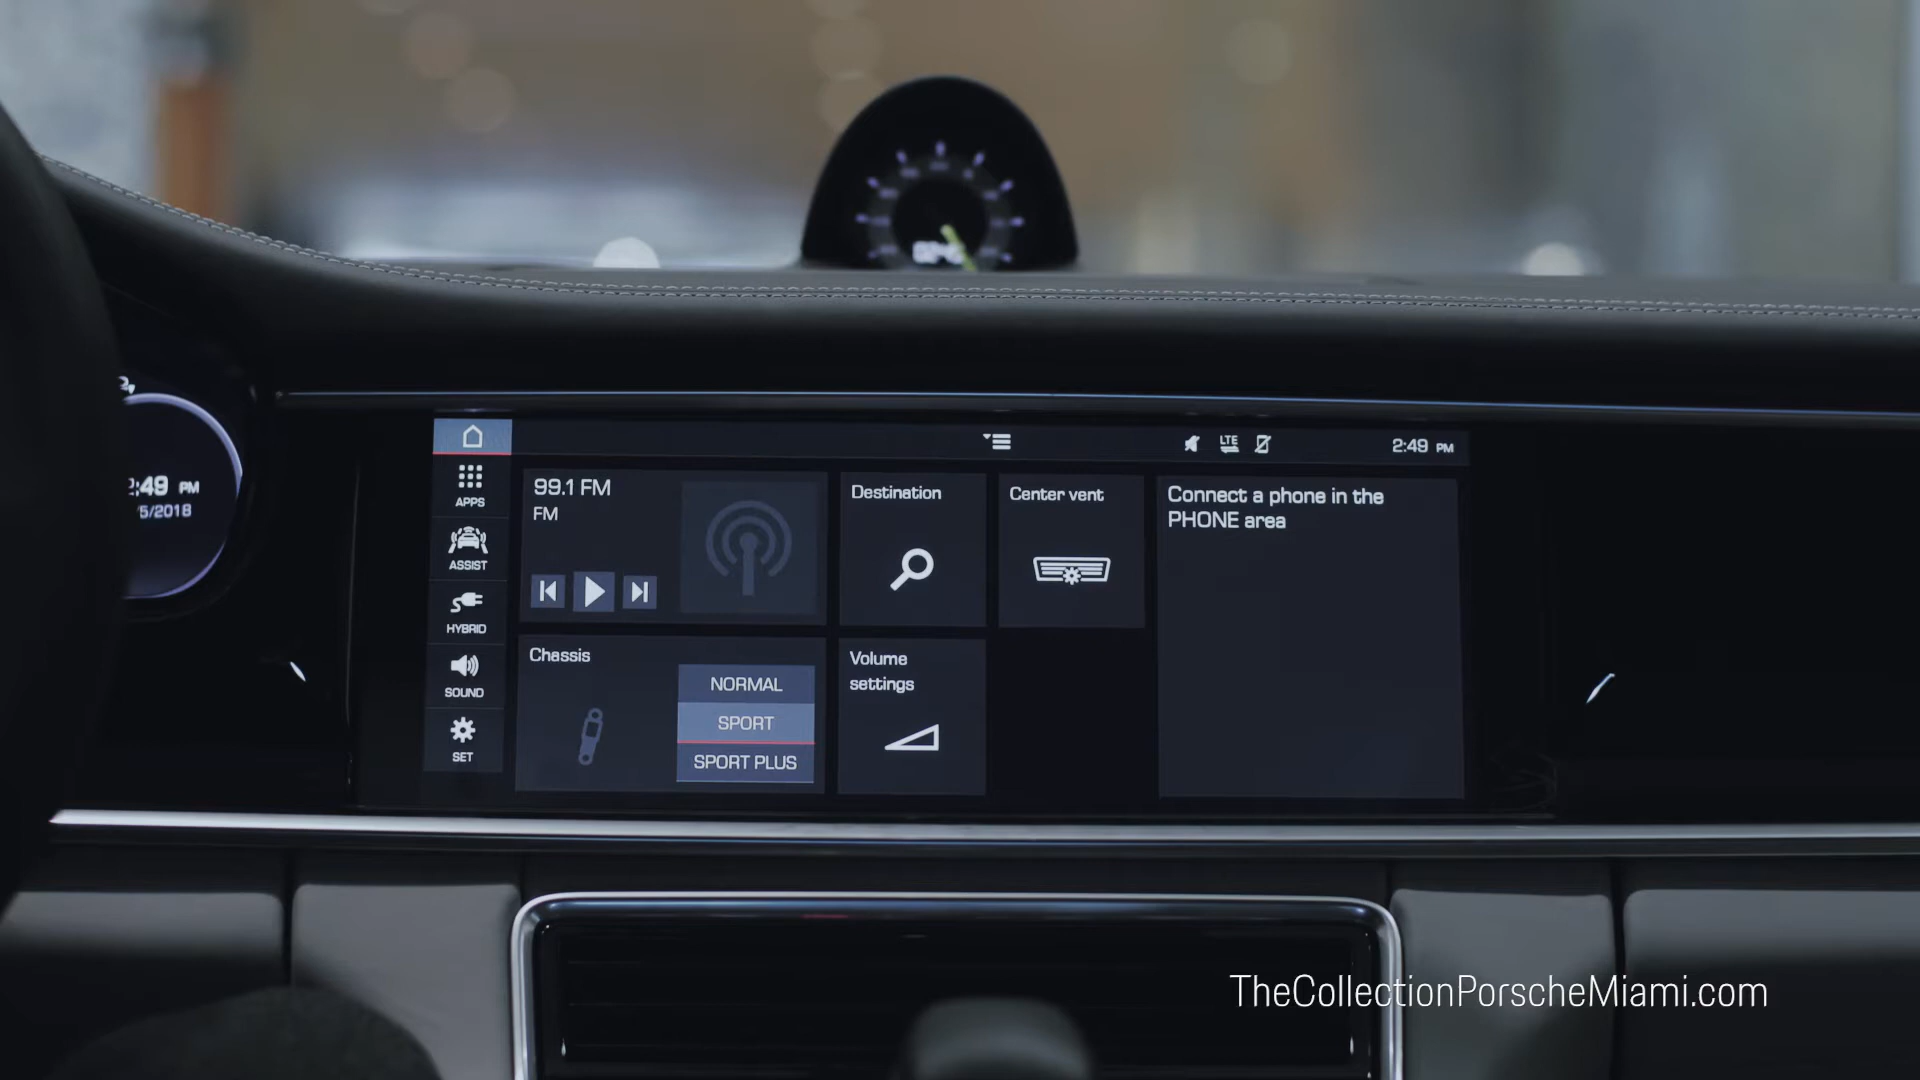 2:49 PM
APPS
ASSIST
HYBRID
SOUND
SET
99.1 FM
FM
Destination
Center vent
Connect a phone in the
PHONE area
Chassis
NORMAL
SPORT
SPORT PLUS
Volume
settings
LTE
:49 PM
/5/2018
TheCollectionPorscheMiami.com